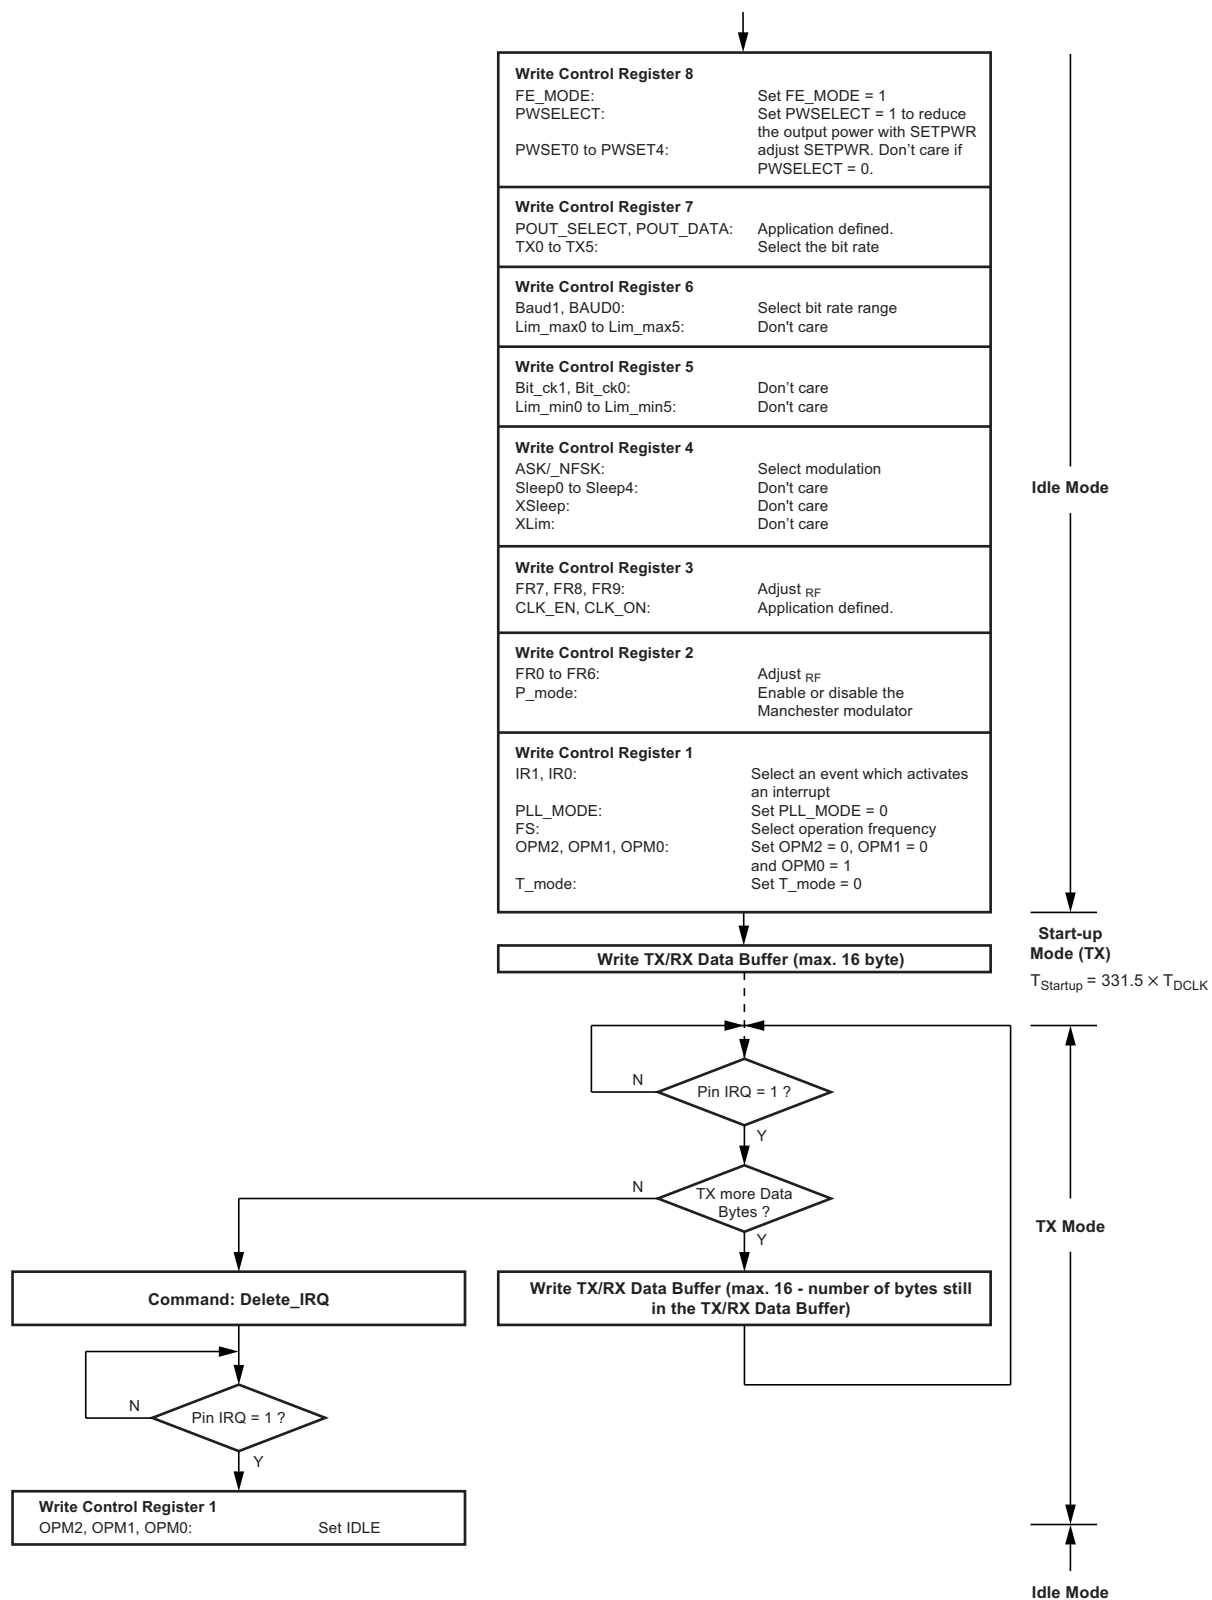 Write Control Register 8
FE_MODE: Set FE_MODE = 1
PWSELECT: Set PWSELECT = 1 to reduce
the output power with SETPWR
PWSET0 to PWSET4: adjust SETPWR. Don't care if
PWSELECT = 0.
Write Control Register 7
POUT_SELECT, POUT_DATA: Application defined.
TX0 to TX5: Select the bit rate
Write Control Register 6
Baud1, BAUD0: Select bit rate range
Lim_max0 to Lim_max5: Don't care
Write Control Register 5
Bit_ck1, Bit_ck0: Don't care
Lim_min0 to Lim_min5: Don't care
Write Control Register 4
ASK/_NFSK: Select modulation
Sleep0 to Sleep4: Don't care
XSleep: Don't care
XLim: Don't care
Idle Mode
Write Control Register 3
FR7, FR8, FR9: Adjust RF
CLK_EN, CLK_ON: Application defined.
Write Control Register 2
FR0 to FR6: Adjust RF
P_mode: Enable or disable the
Manchester modulator
Write Control Register 1
IR1, IR0: Select an event which activates
an interrupt
PLL_MODE: Set PLL_MODE = 0
FS: Select operation frequency
OPM2, OPM1, OPM0: Set OPM2 = 0, OPM1 = 0
and OPM0 = 1
T_mode: Set T_mode = 0
Start-up
Mode (TX)
TStartup = 331.5 × TDCLK
Write TX/RX Data Buffer (max. 16 byte)
N
Pin IRQ = 1 ?
Y
N
TX more Data
Bytes ?
Y
TX Mode
Command: Delete_IRQ
Write TX/RX Data Buffer (max. 16 - number of bytes still
in the TX/RX Data Buffer)
N
Pin IRQ = 1 ?
Y
Write Control Register 1
OPM2, OPM1, OPM0: Set IDLE
Idle Mode